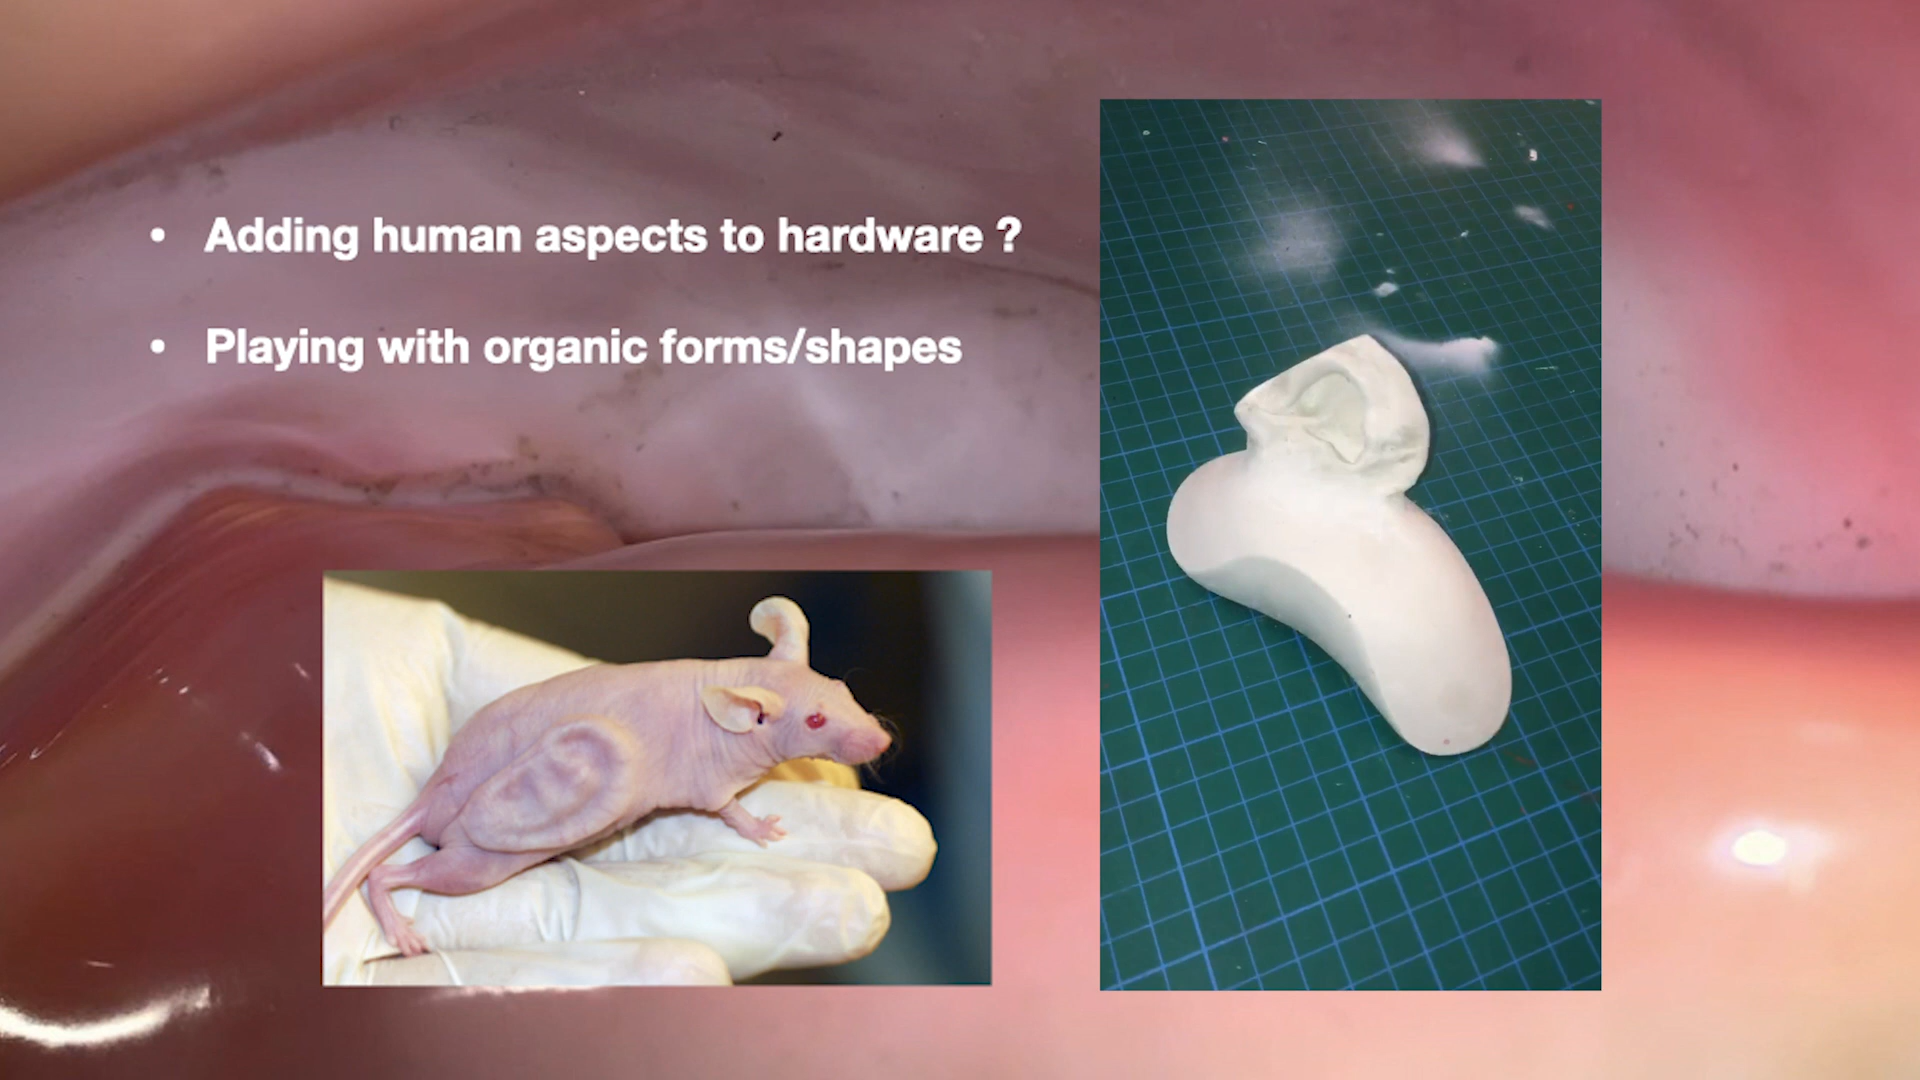 • Adding human aspects to hardware ?
• Playing with organic forms/shapes